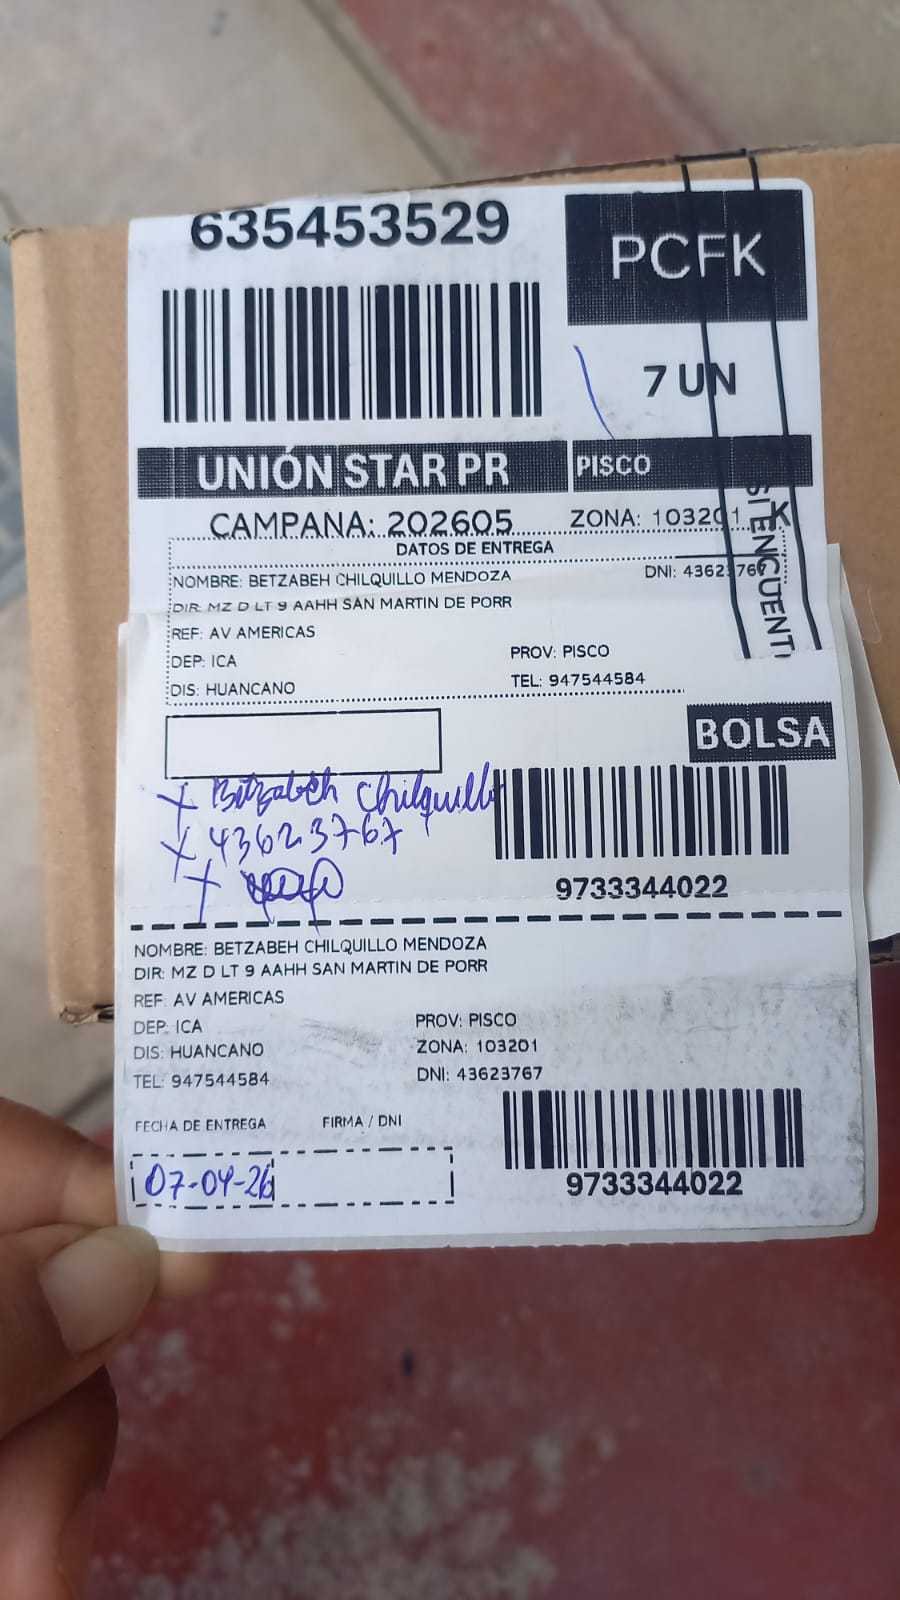 635453529
PCFK
7 UN
UNIÓN STAR PR
PISCO
CAMPANA: 202605
ZONA: 103201
K
SI ENCUENT
DATOS DE ENTREGA
NOMBRE: BETZABEH CHILQUILLO MENDOZA
DNI: 43623767
DIR: MZ D LT 9 AAHH SAN MARTIN DE PORR
REF: AV AMERICAS
DEP: ICA
PROV: PISCO
DIS: HUANCANO
TEL: 947544584
BOLSA
x Betzabeh Chilquillo
x 43623767
x
9733344022
NOMBRE: BETZABEH CHILQUILLO MENDOZA
DIR: MZ D LT 9 AAHH SAN MARTIN DE PORR
REF: AV AMERICAS
DEP: ICA
PROV: PISCO
DIS: HUANCANO
ZONA: 103201
TEL: 947544584
DNI: 43623767
FECHA DE ENTREGA
FIRMA / DNI
07-04-26
9733344022